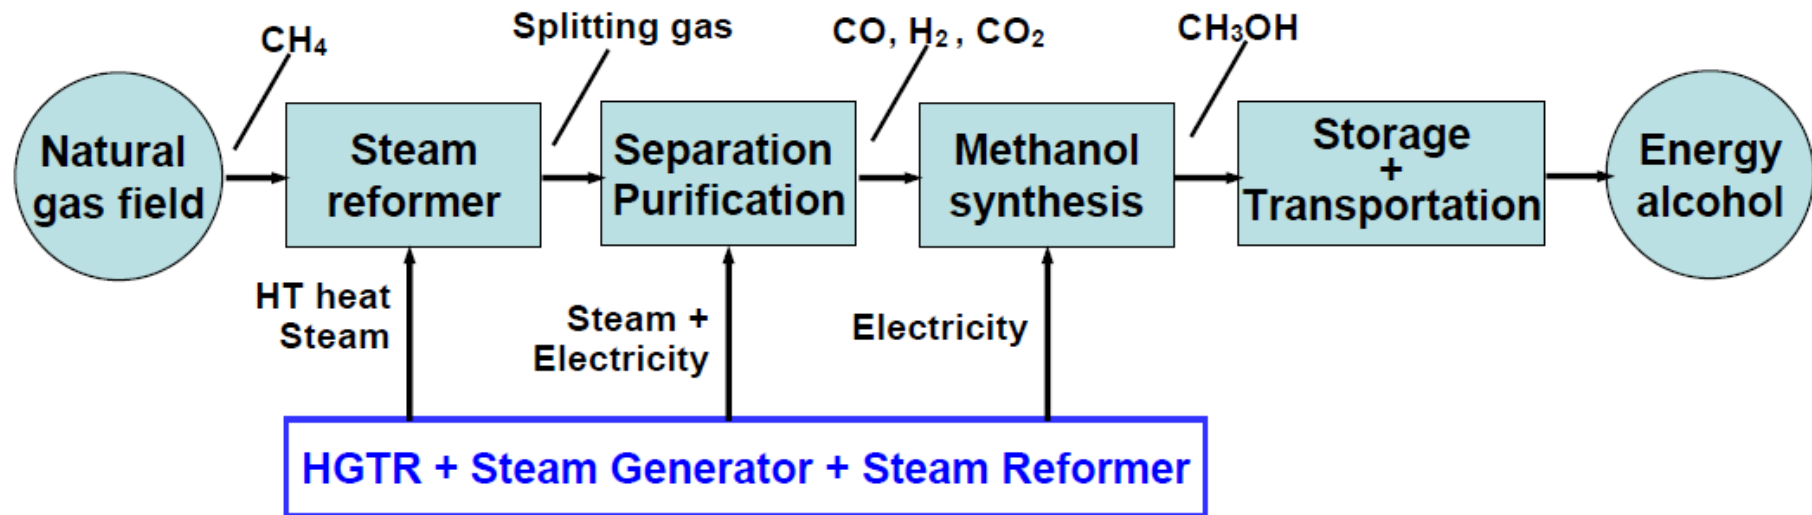 CH₄
Splitting gas
CO, H₂ , CO₂
CH₃OH
Natural
gas field
Steam
reformer
Separation
Purification
Methanol
synthesis
Storage
+
Transportation
Energy
alcohol
HT heat
Steam
Steam +
Electricity
Electricity
HGTR + Steam Generator + Steam Reformer